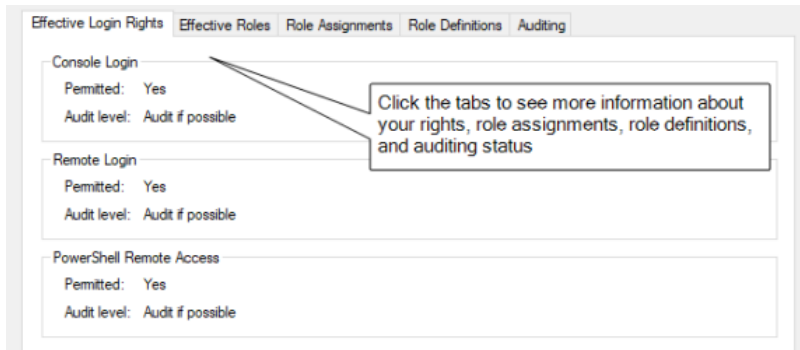 Effective Login Rights Effective Roles Role Assignments Role Definitions Auditing
Console Login
Permitted: Yes
Audit level: Audit if possible
Click the tabs to see more information about
your rights, role assignments, role definitions,
and auditing status
Remote Login
Permitted: Yes
Audit level: Audit if possible
PowerShell Remote Access
Permitted: Yes
Audit level: Audit if possible